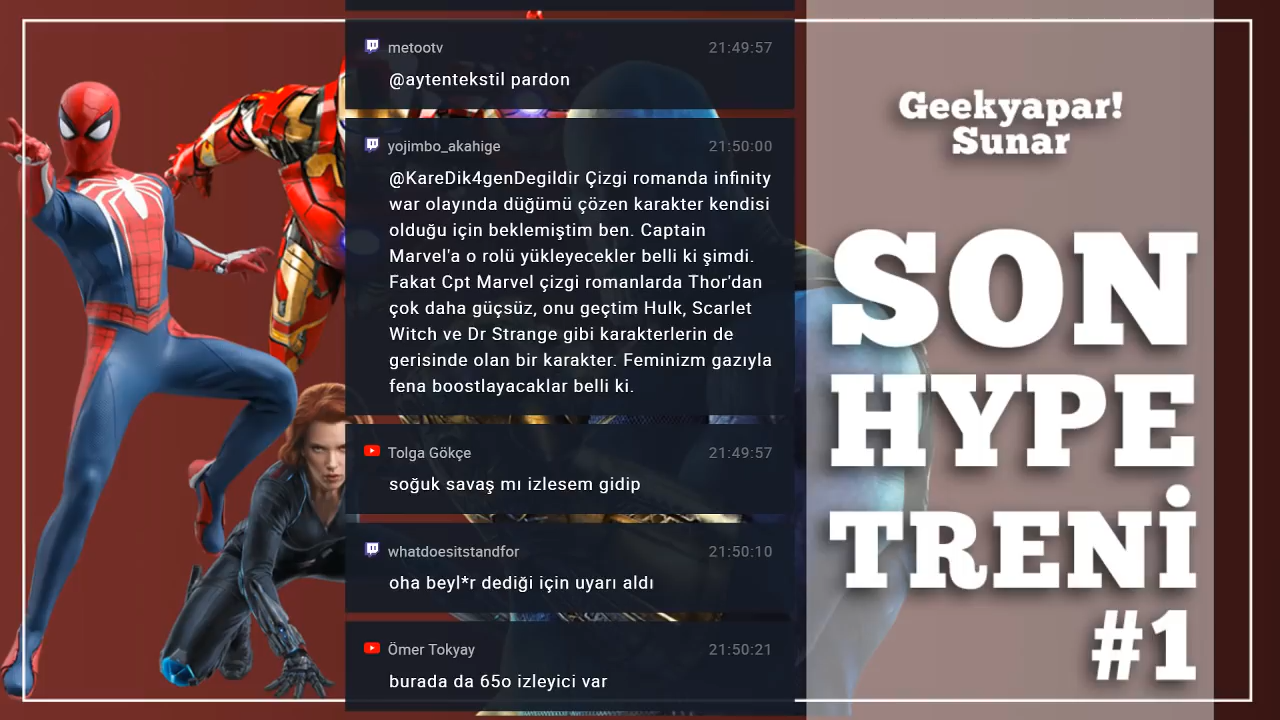 metootv 21:49:57
@aytentekstil pardon
yojimbo_akahige 21:50:00
@KareDik4genDegildir Çizgi romanda infinity
war olayında düğümü çözen karakter kendisi
olduğu için beklemiştim ben. Captain
Marvel'a o rolü yükleyecekler belli ki şimdi.
Fakat Cpt Marvel çizgi romanlarda Thor'dan
çok daha güçsüz, onu geçtim Hulk, Scarlet
Witch ve Dr Strange gibi karakterlerin de
gerisinde olan bir karakter. Feminizm gazıyla
fena boostlayacaklar belli ki.
Tolga Gökçe 21:49:57
soğuk savaş mı izlesem gidip
whatdoesitstandfor 21:50:10
oha beyl*r dediği için uyarı aldı
Ömer Tokyay 21:50:21
burada da 65o izleyici var
Geekyapar!
Sunar
SON
HYPE
TRENİ
#1